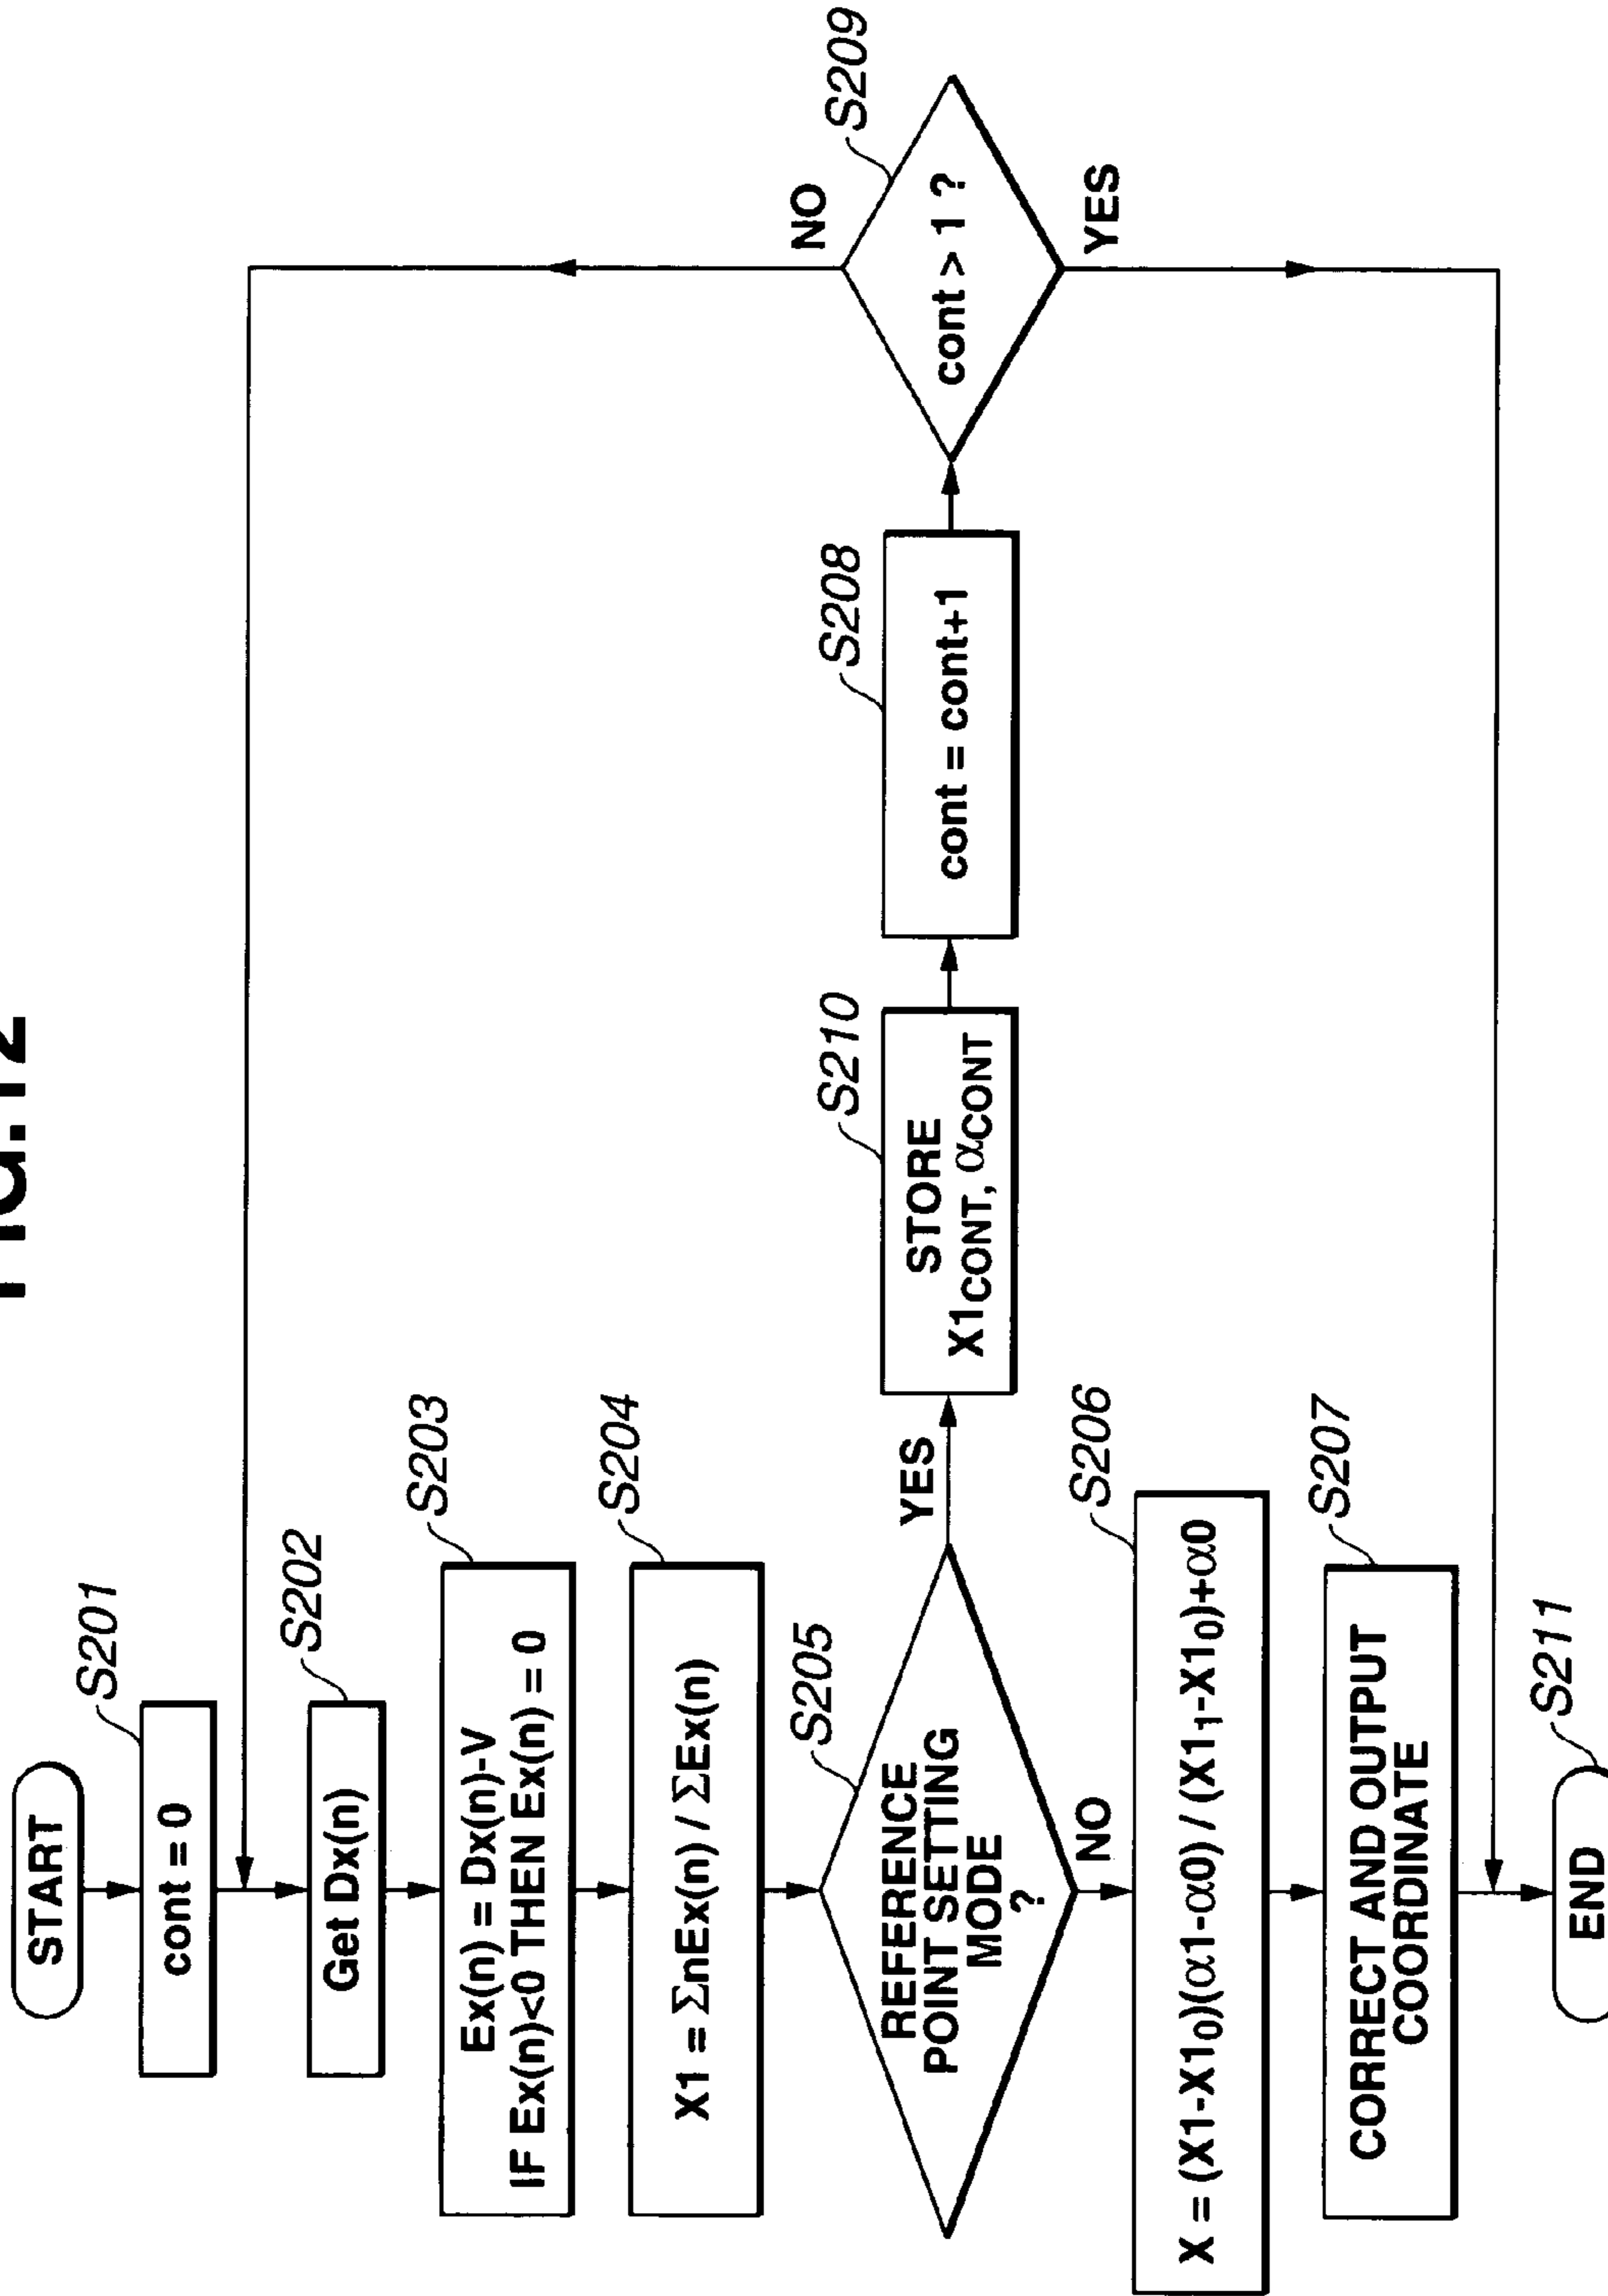 FIG.12
START
S201
cont = 0
S202
Get Dx(n)
S203
Ex(n) = Dx(n)-V
IF Ex(n)<0 THEN Ex(n) = 0
S204
X1 = ΣnEx(n) / ΣEx(n)
S205
REFERENCE
POINT SETTING
MODE
?
YES
NO
S210
STORE
X1CONT, αCONT
S208
cont = cont+1
S209
cont > 1 ?
NO
YES
S206
X = (X1-X1₀)(α1-α0) / (X1₁-X1₀)+α0
S207
CORRECT AND OUTPUT
COORDINATE
S211
END